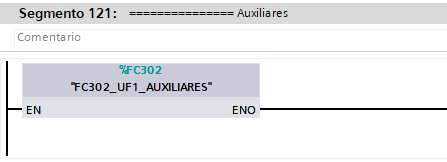 Segmento 121: =============== Auxiliares
Comentario
%FC302
"FC302_UF1_AUXILIARES"
EN ENO